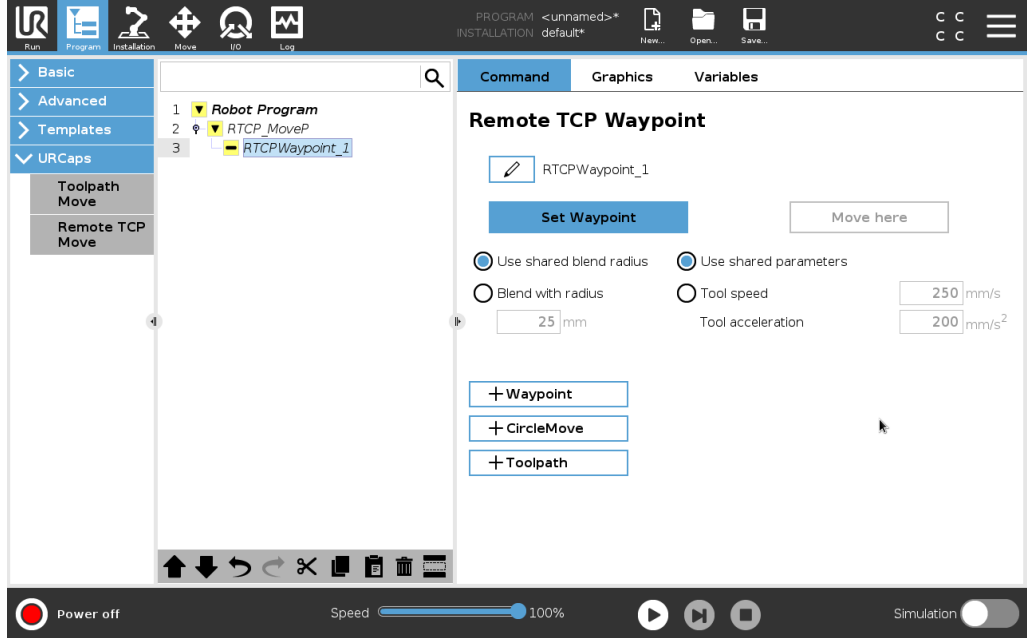 PROGRAM <unnamed>*
INSTALLATION default*
Run
Program
Installation
Move
I/O
Log
New...
Open...
Save...
C C
C C
Basic
Advanced
Templates
URCaps
Toolpath
Move
Remote TCP
Move
1 Robot Program
2 RTCP_MoveP
3 RTCPWaypoint_1
Command Graphics Variables
Remote TCP Waypoint
RTCPWaypoint_1
Set Waypoint Move here
Use shared blend radius Use shared parameters
Blend with radius Tool speed 250 mm/s
25 mm Tool acceleration 200 mm/s²
+Waypoint
+CircleMove
+Toolpath
Power off Speed 100% Simulation